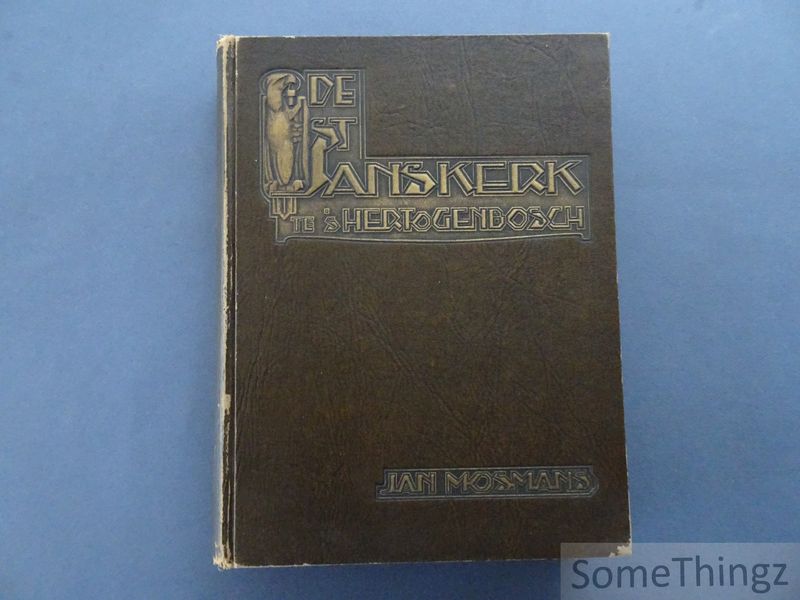 DE
ST
JANSKERK
TE 'S HERTOGENBOSCH
JAN MOSMANS
SomeThingz